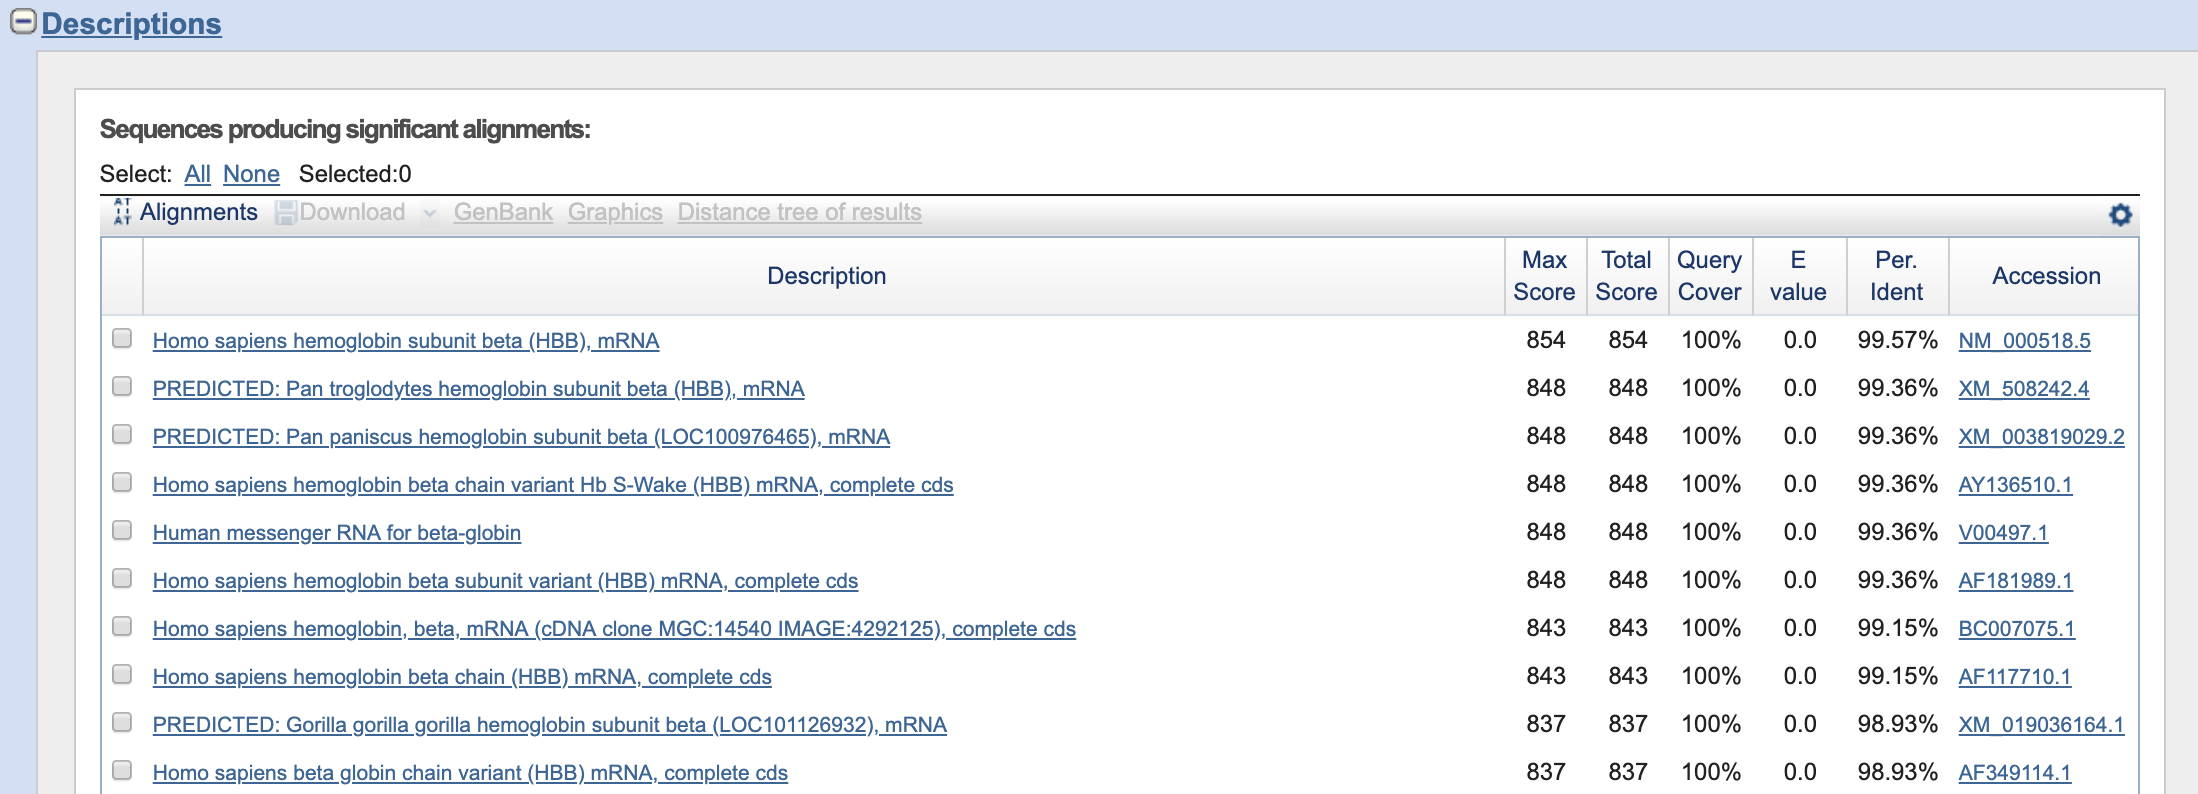 Descriptions
Sequences producing significant alignments:
Select: All None Selected:0
Alignments Download GenBank Graphics Distance tree of results
Description Max Score Total Score Query Cover E value Per. Ident Accession
Homo sapiens hemoglobin subunit beta (HBB), mRNA 854 854 100% 0.0 99.57% NM_000518.5
PREDICTED: Pan troglodytes hemoglobin subunit beta (HBB), mRNA 848 848 100% 0.0 99.36% XM_508242.4
PREDICTED: Pan paniscus hemoglobin subunit beta (LOC100976465), mRNA 848 848 100% 0.0 99.36% XM_003819029.2
Homo sapiens hemoglobin beta chain variant Hb S-Wake (HBB) mRNA, complete cds 848 848 100% 0.0 99.36% AY136510.1
Human messenger RNA for beta-globin 848 848 100% 0.0 99.36% V00497.1
Homo sapiens hemoglobin beta subunit variant (HBB) mRNA, complete cds 848 848 100% 0.0 99.36% AF181989.1
Homo sapiens hemoglobin, beta, mRNA (cDNA clone MGC:14540 IMAGE:4292125), complete cds 843 843 100% 0.0 99.15% BC007075.1
Homo sapiens hemoglobin beta chain (HBB) mRNA, complete cds 843 843 100% 0.0 99.15% AF117710.1
PREDICTED: Gorilla gorilla gorilla hemoglobin subunit beta (LOC101126932), mRNA 837 837 100% 0.0 98.93% XM_019036164.1
Homo sapiens beta globin chain variant (HBB) mRNA, complete cds 837 837 100% 0.0 98.93% AF349114.1